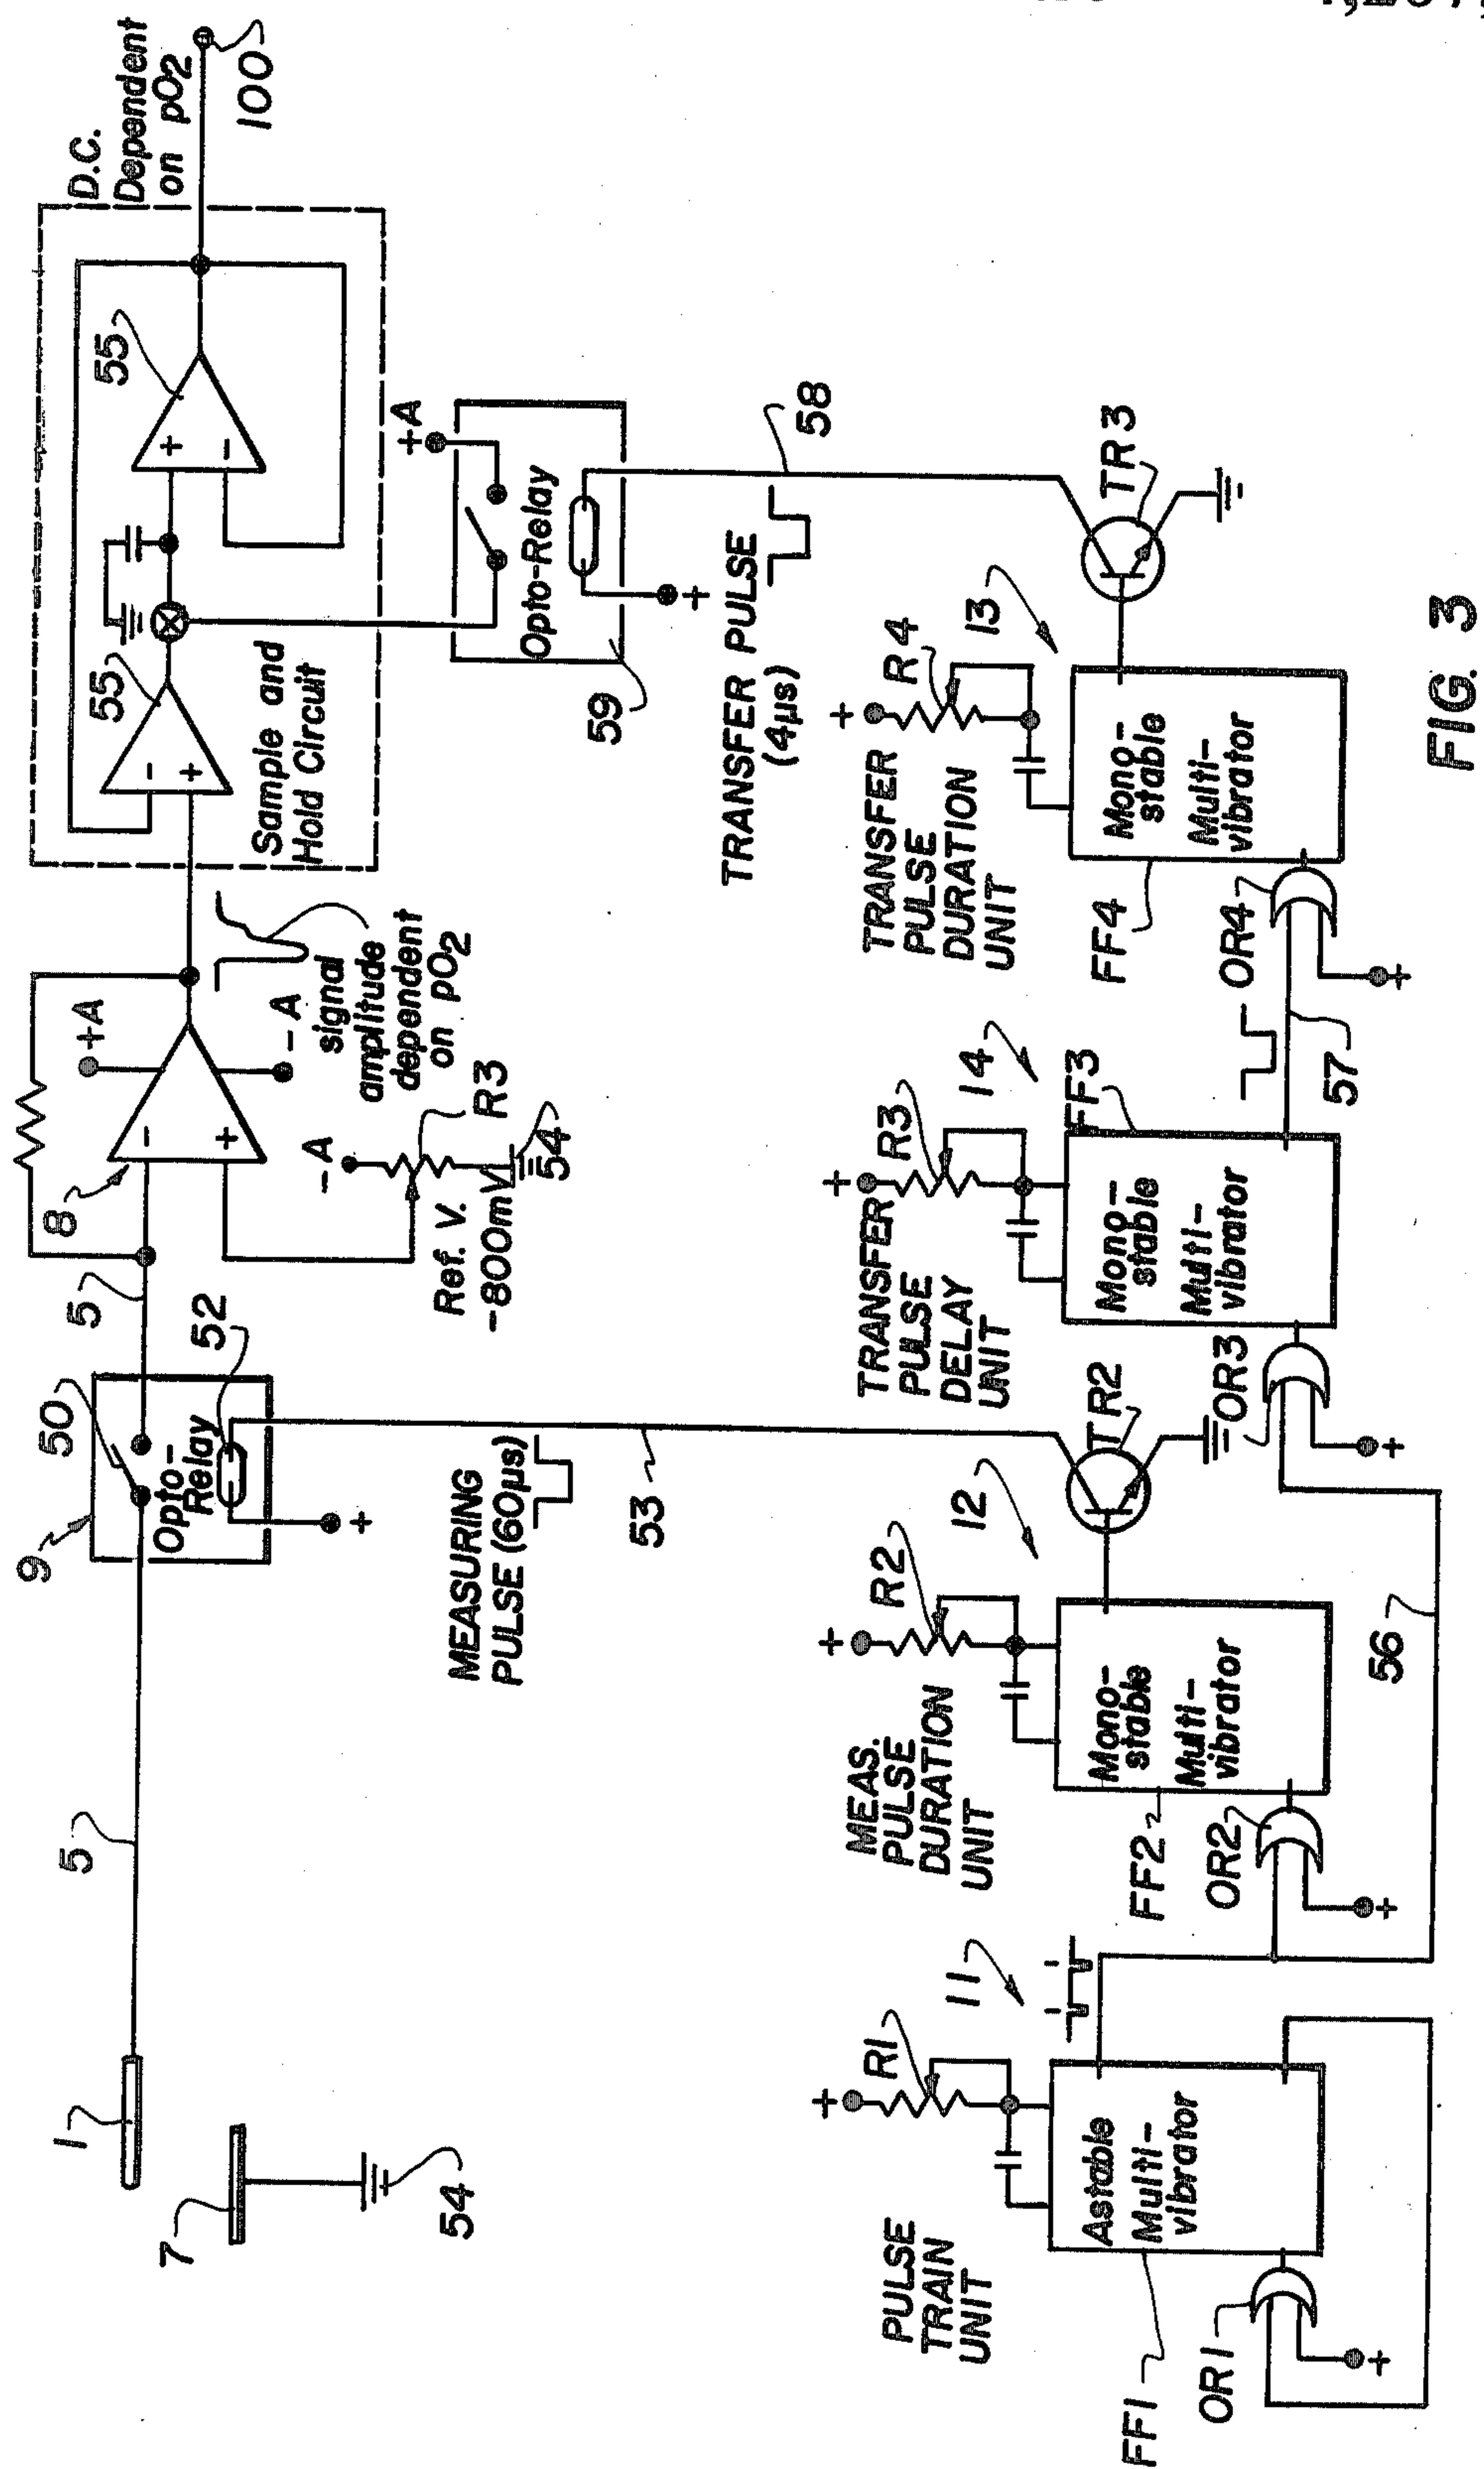 D.C.
Dependent
on pO2
100
55
55
Sample and
Hold Circuit
+
-
-
+
+A
8
-
+
-A
signal
amplitude
dependent
on pO2
-A
R3
54
Ref. V.
-800mV
5
50
52
Opto-
Relay
9
+
5
1
7
54
+A
Opto-Relay
59
+
58
TRANSFER PULSE
(4μs)
MEASURING
PULSE (60μs)
53
PULSE
TRAIN
UNIT
+
R1
11
Astable
Multi-
vibrator
FF1
OR1
+
MEAS.
PULSE
DURATION
UNIT
+
R2
12
Mono-
stable
Multi-
vibrator
FF2
OR2
+
TR2
56
TRANSFER
PULSE
DELAY
UNIT
+
R3
14
FF3
Mono-
stable
Multi-
vibrator
OR3
+
57
TRANSFER
PULSE
DURATION
UNIT
+
R4
13
Mono-
stable
Multi-
vibrator
FF4
OR4
+
TR3
FIG. 3